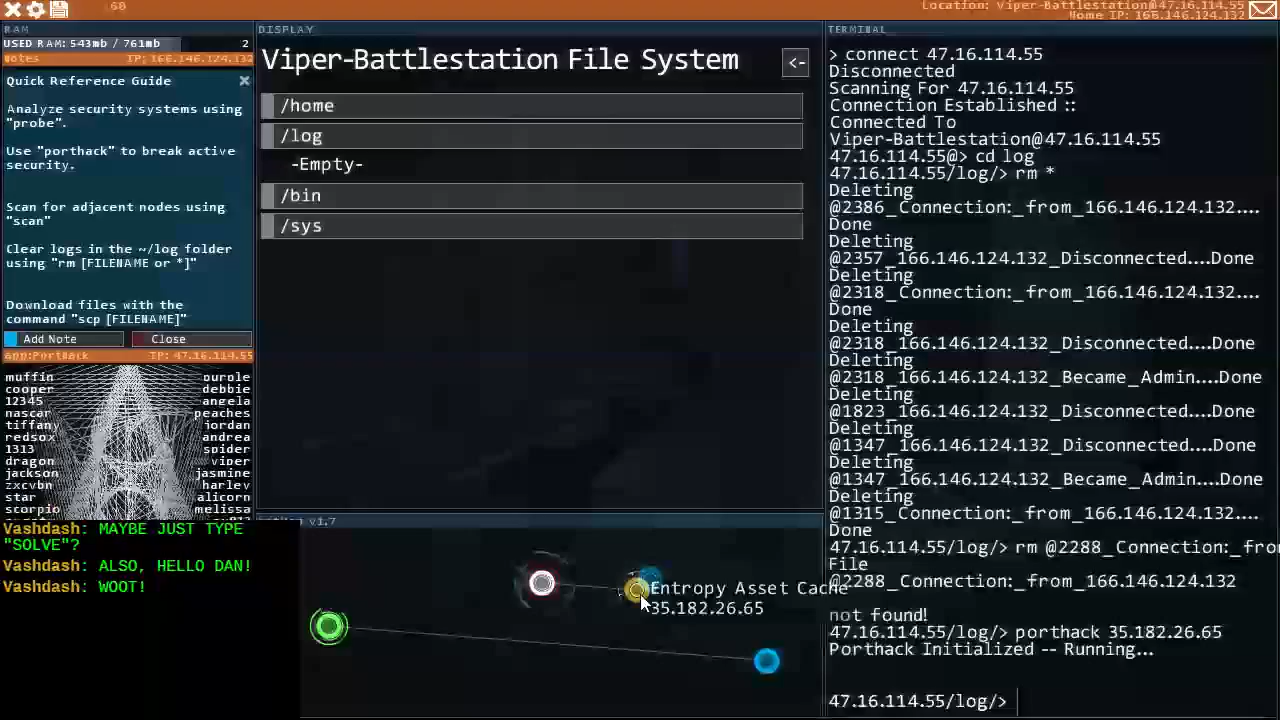 68
Location: Viper-Battlestation@47.16.114.55
Home IP: 166.146.124.132
RAM
USED RAM: 543mb / 761mb
2
notes
IP: 166.146.124.132
Quick Reference Guide
Analyze security systems using
"probe".
Use "porthack" to break active
security.
Scan for adjacent nodes using
"scan"
Clear logs in the ~/log folder
using "rm [FILENAME or *]"
Download files with the
command "scp [FILENAME]"
Add Note
Close
app:PortHack
IP: 47.16.114.55
muffin
cooper
12345
nascar
tiffany
redsox
1313
dragon
jackson
zxcvbn
star
scorpio
purple
debbie
angela
peaches
jordan
andrea
spider
viper
jasmine
harley
alicorn
melissa
Vashdash: MAYBE JUST TYPE
"SOLVE"?
Vashdash: ALSO, HELLO DAN!
Vashdash: WOOT!
DISPLAY
Viper-Battlestation File System
<-
/home
/log
-Empty-
/bin
/sys
v1.7
Entropy Asset Cache
35.182.26.65
TERMINAL
> connect 47.16.114.55
Disconnected
Scanning For 47.16.114.55
Connection Established ::
Connected To
Viper-Battlestation@47.16.114.55
47.16.114.55@> cd log
47.16.114.55/log/> rm *
Deleting
@2386_Connection:_from_166.146.124.132....
Done
Deleting
@2357_166.146.124.132_Disconnected....Done
Deleting
@2318_Connection:_from_166.146.124.132....
Done
Deleting
@2318_166.146.124.132_Disconnected....Done
Deleting
@2318_166.146.124.132_Became_Admin....Done
Deleting
@1823_166.146.124.132_Disconnected....Done
Deleting
@1347_166.146.124.132_Disconnected....Done
Deleting
@1347_166.146.124.132_Became_Admin....Done
Deleting
@1315_Connection:_from_166.146.124.132....
Done
47.16.114.55/log/> rm @2288_Connection:_fro
File
@2288_Connection:_from_166.146.124.132
not found!
47.16.114.55/log/> porthack 35.182.26.65
Porthack Initialized -- Running...
47.16.114.55/log/>